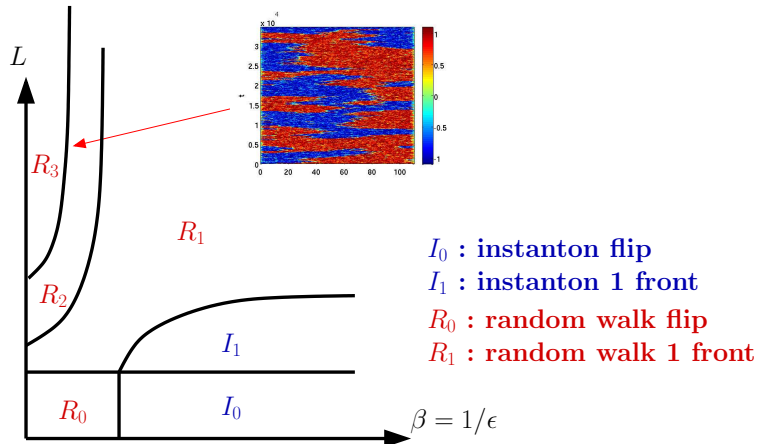 L
x 10⁴
3
2.5
2
1.5
1
0.5
0
t
0 20 40 60 80 100
1
0.5
0
-0.5
-1
R₃
R₁
R₂
I₁
R₀
I₀
β = 1/ϵ
I₀ : instanton flip
I₁ : instanton 1 front
R₀ : random walk flip
R₁ : random walk 1 front